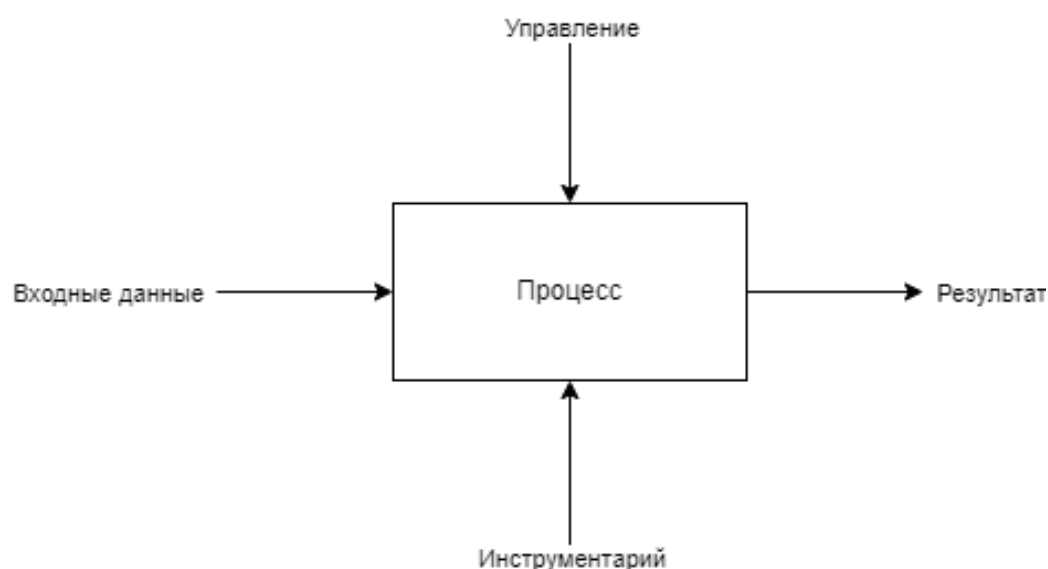 Управление
Входные данные
Процесс
Результат
Инструментарий